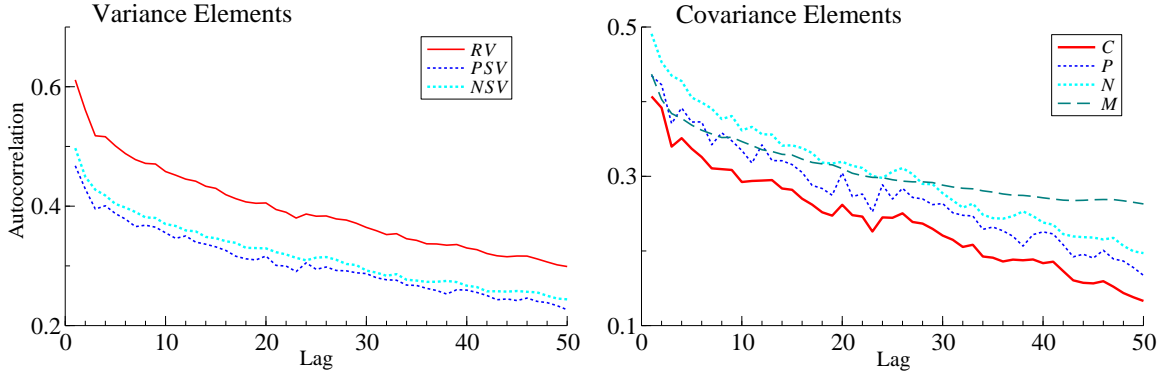 Variance Elements
Autocorrelation
0.6
0.4
0.2
RV
PSV
NSV
0
10
20
30
40
50
Lag
Covariance Elements
0.5
0.3
0.1
C
P
N
M
0
10
20
30
40
50
Lag